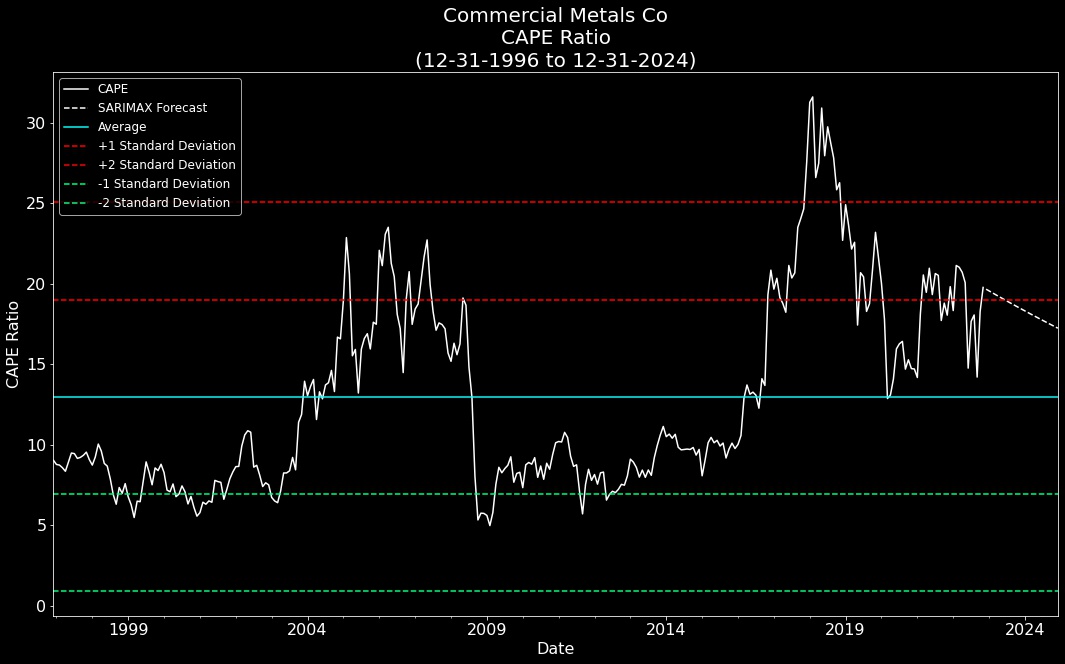 Commercial Metals Co
CAPE Ratio
(12-31-1996 to 12-31-2024)
CAPE
SARIMAX Forecast
Average
+1 Standard Deviation
+2 Standard Deviation
-1 Standard Deviation
-2 Standard Deviation
30
25
20
15
10
5
0
CAPE Ratio
1999
2004
2009
2014
2019
2024
Date